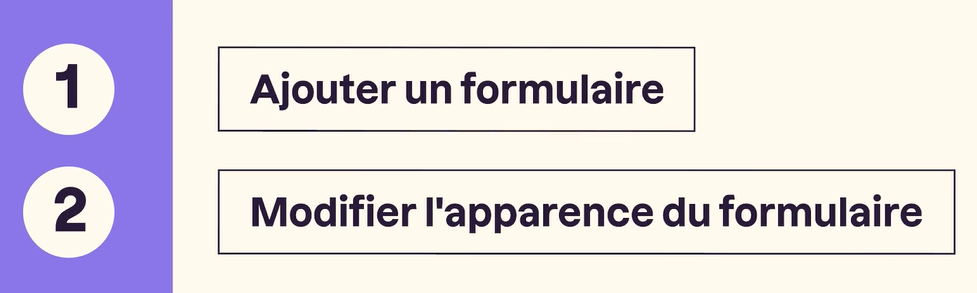 1 Ajouter un formulaire
2 Modifier l'apparence du formulaire